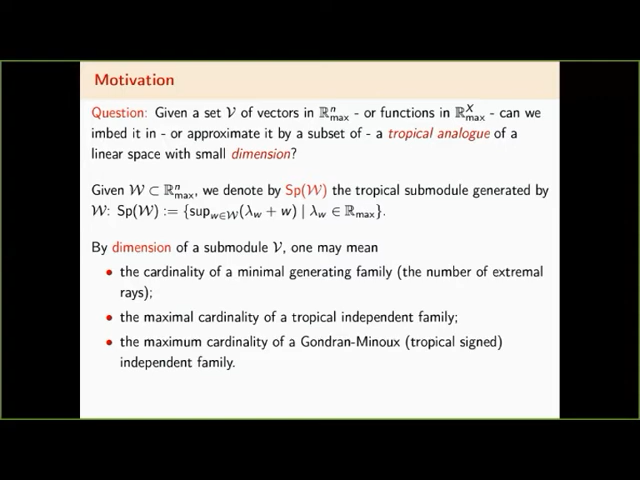 Motivation
Question: Given a set 𝒱 of vectors in ℝⁿₘₐₓ - or functions in ℝˣₘₐₓ - can we
imbed it in - or approximate it by a subset of - a tropical analogue of a
linear space with small dimension?
Given 𝒲 ⊂ ℝⁿₘₐₓ, we denote by Sp(𝒲) the tropical submodule generated by
𝒲: Sp(𝒲) := {sup_{w∈𝒲}(λ_w + w) | λ_w ∈ ℝₘₐₓ}.
By dimension of a submodule 𝒱, one may mean
• the cardinality of a minimal generating family (the number of extremal
rays);
• the maximal cardinality of a tropical independent family;
• the maximum cardinality of a Gondran-Minoux (tropical signed)
independent family.